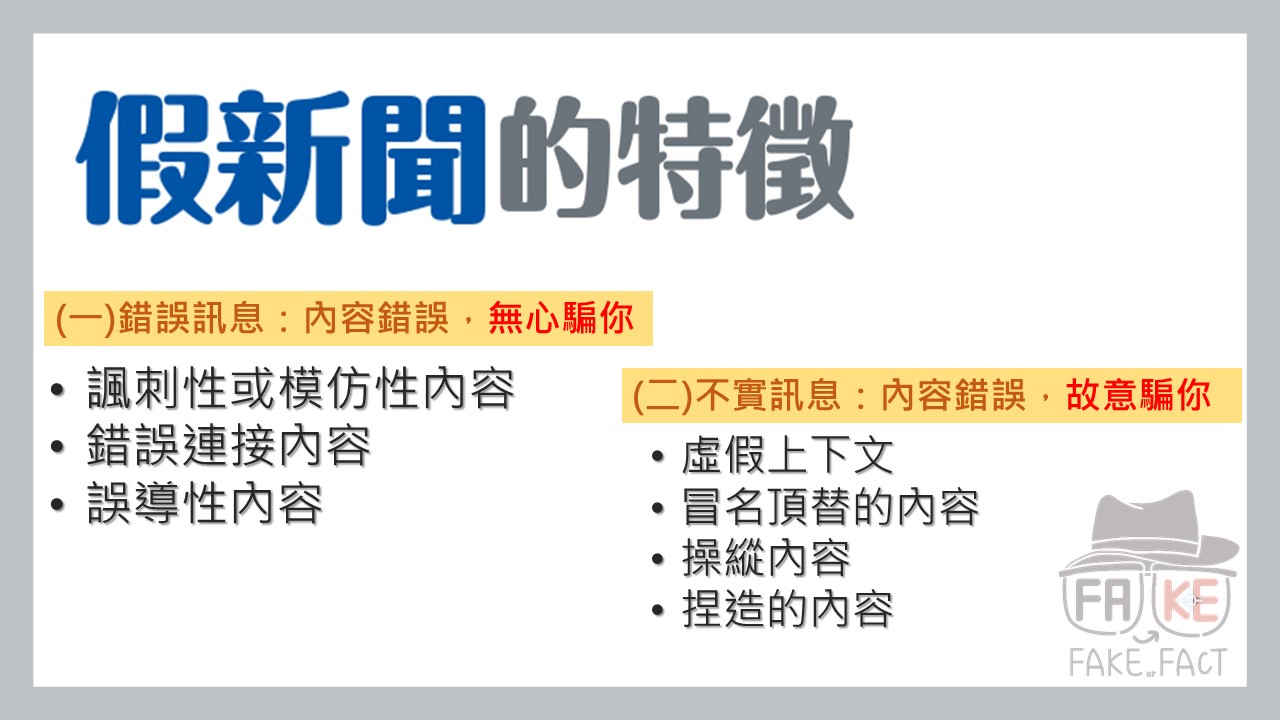 假新聞的特徵
(一)錯誤訊息：內容錯誤，無心騙你
• 諷刺性或模仿性內容
• 錯誤連接內容
• 誤導性內容
(二)不實訊息：內容錯誤，故意騙你
• 虛假上下文
• 冒名頂替的內容
• 操縱內容
• 捏造的內容
FAKE
FAKE or FACT